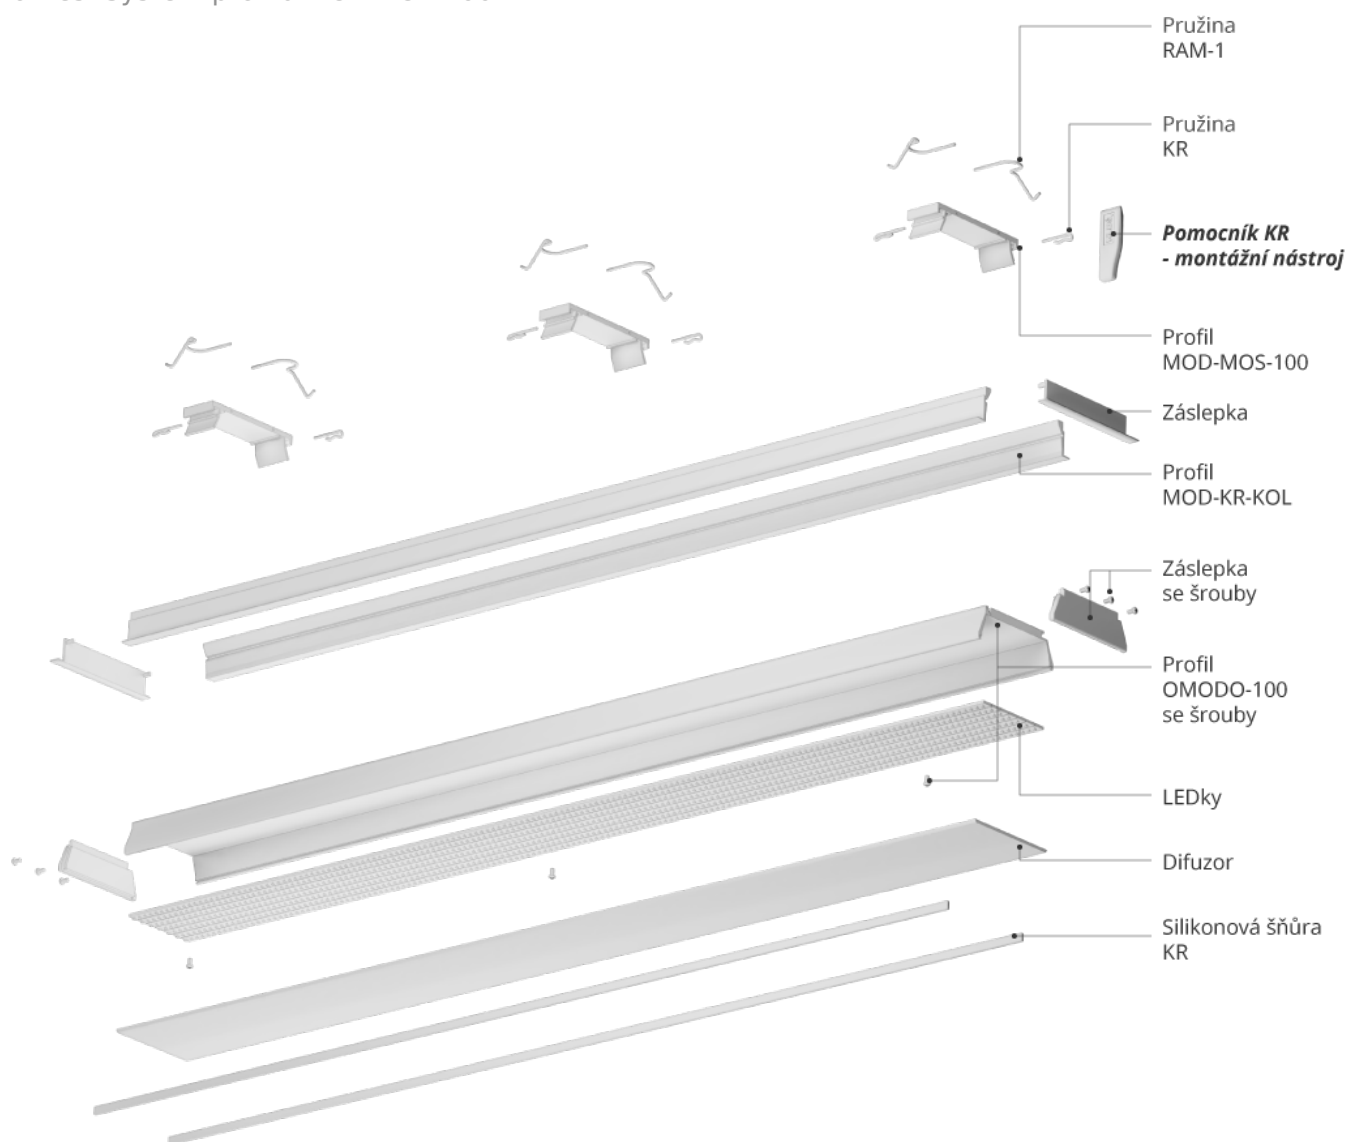 Pružina
RAM-1
Pružina
KR
Pomocník KR
- montážní nástroj
Profil
MOD-MOS-100
Záslepka
Profil
MOD-KR-KOL
Záslepka
se šrouby
Profil
OMODO-100
se šrouby
LEDky
Difuzor
Silikonová šňůra
KR